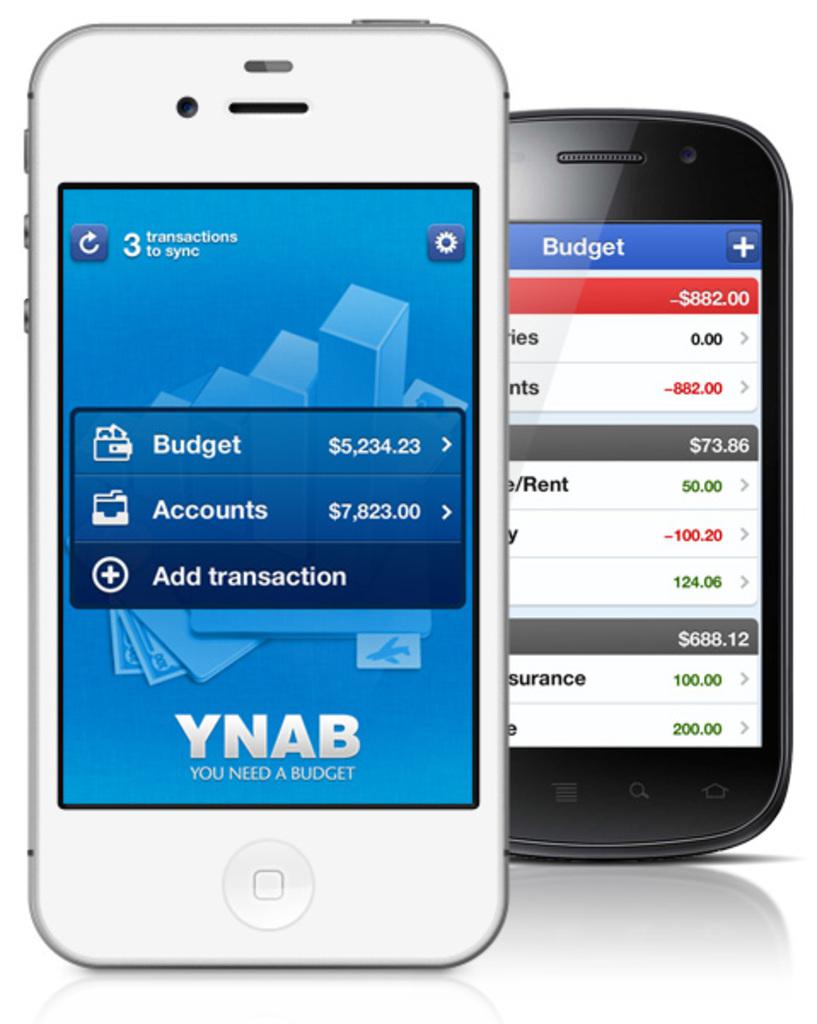 3 transactions
to sync
Budget $5,234.23
Accounts $7,823.00
Add transaction
YNAB
YOU NEED A BUDGET
Budget
-$882.00
ries 0.00
nts -882.00
$73.86
e/Rent 50.00
y -100.20
124.06
$688.12
surance 100.00
e 200.00